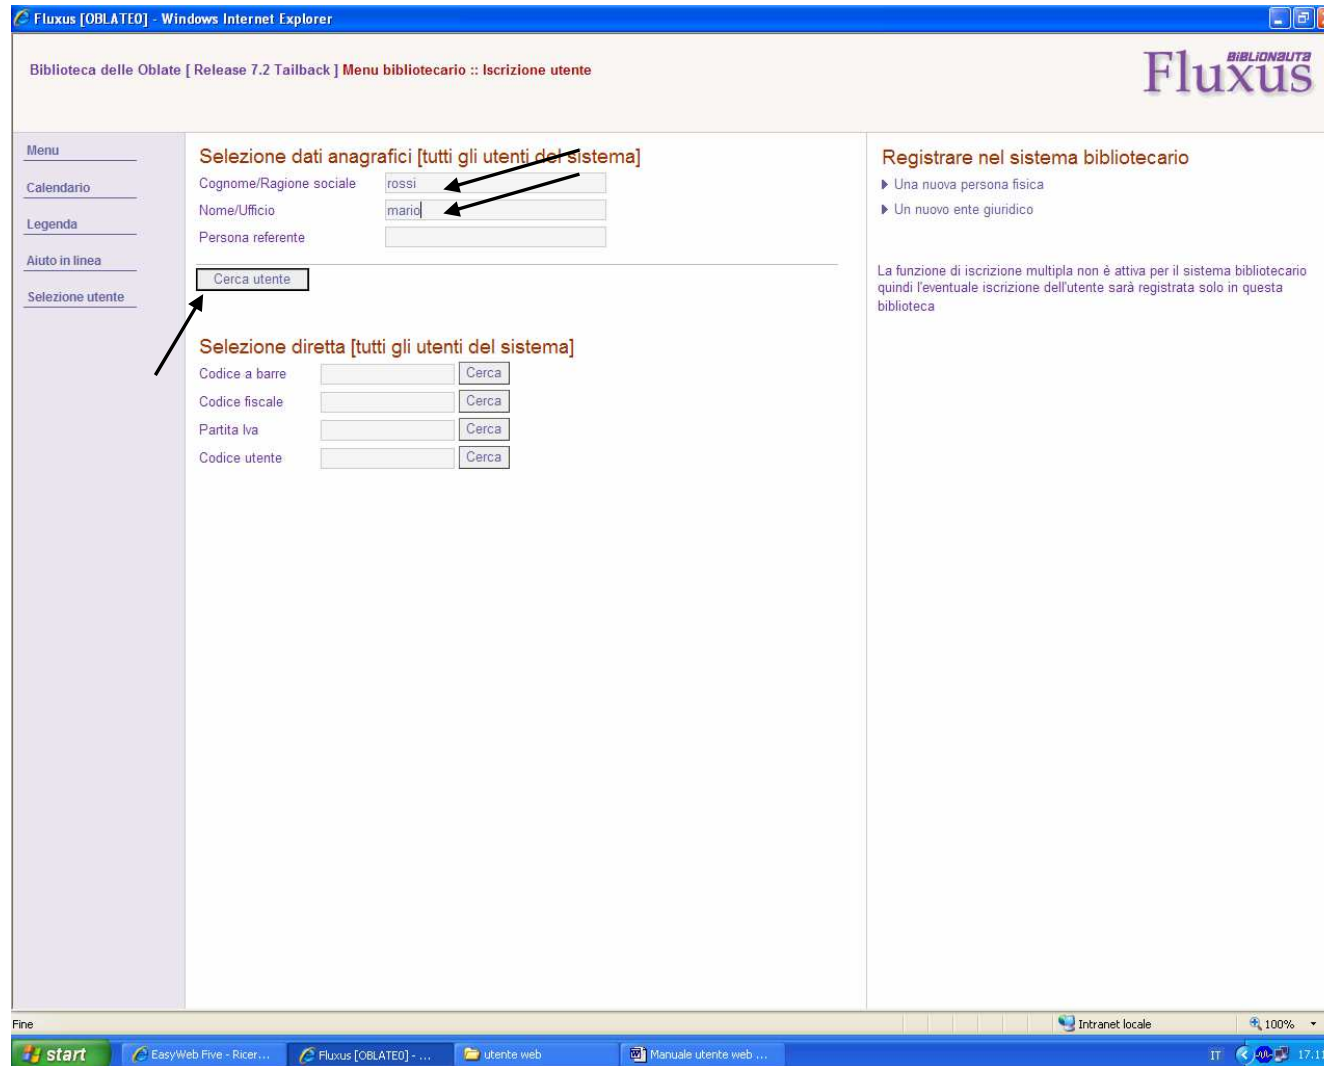 Fluxus [OBLATE0] - Windows Internet Explorer
Biblioteca delle Oblate [ Release 7.2 Tailback ] Menu bibliotecario :: Iscrizione utente
BIBLIONAUTA
Fluxus
Menu
Calendario
Legenda
Aiuto in linea
Selezione utente
Selezione dati anagrafici [tutti gli utenti del sistema]
Cognome/Ragione sociale rossi
Nome/Ufficio mario
Persona referente
Cerca utente
Selezione diretta [tutti gli utenti del sistema]
Codice a barre Cerca
Codice fiscale Cerca
Partita Iva Cerca
Codice utente Cerca
Registrare nel sistema bibliotecario
Una nuova persona fisica
Un nuovo ente giuridico
La funzione di iscrizione multipla non è attiva per il sistema bibliotecario
quindi l'eventuale iscrizione dell'utente sarà registrata solo in questa
biblioteca
Fine Intranet locale 100%
start EasyWeb Five - Ricer... Fluxus [OBLATE0] - ... utente web Manuale utente web ... IT 17.1